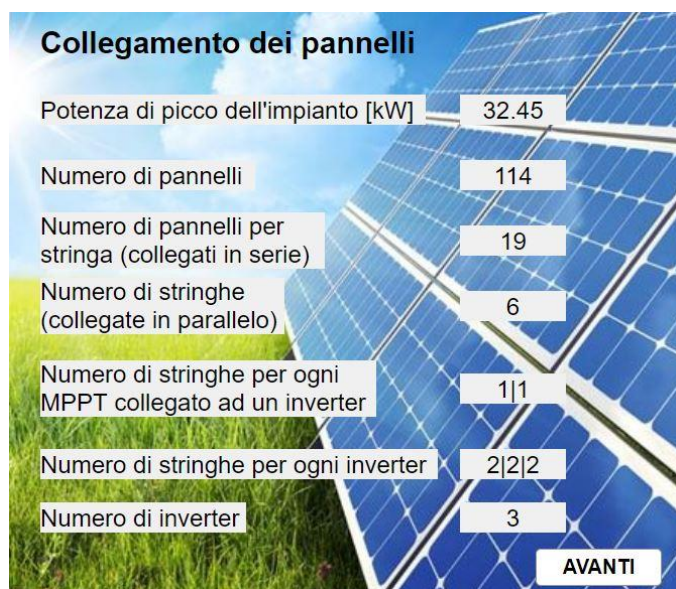 Collegamento dei pannelli
Potenza di picco dell'impianto [kW] 32.45
Numero di pannelli 114
Numero di pannelli per
stringa (collegati in serie) 19
Numero di stringhe
(collegate in parallelo) 6
Numero di stringhe per ogni
MPPT collegato ad un inverter 1|1
Numero di stringhe per ogni inverter 2|2|2
Numero di inverter 3
AVANTI